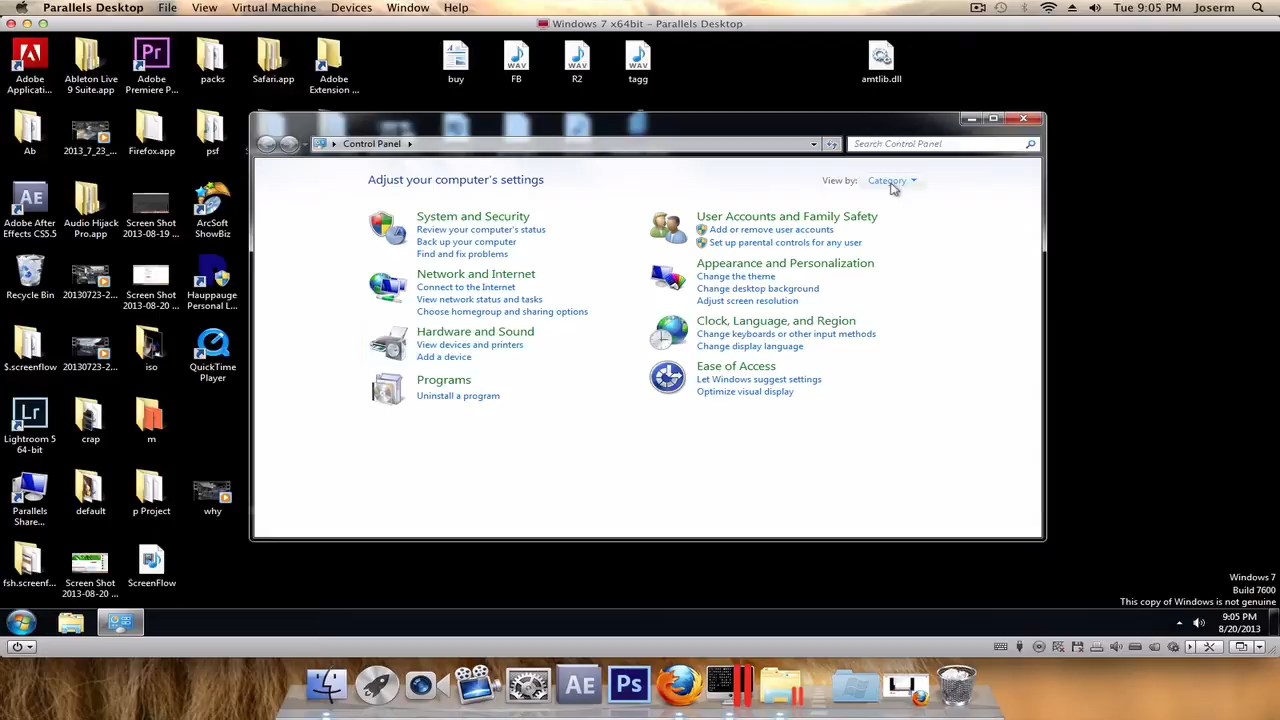 Parallels Desktop File View Virtual Machine Devices Window Help Tue 9:05 PM Joserm
Windows 7 x64bit – Parallels Desktop
Adobe Applicati...
Ableton Live 9 Suite.app
Adobe Premiere P...
packs
Safari.app
Adobe Extension ...
buy
FB
R2
tagg
amtlib.dll
WAV
WAV
WAV
Pr
Ab
2013_7_23_...
Firefox.app
psf
Control Panel
Search Control Panel
Adjust your computer's settings
View by: Category
System and Security
Review your computer's status
Back up your computer
Find and fix problems
Network and Internet
Connect to the Internet
View network status and tasks
Choose homegroup and sharing options
Hardware and Sound
View devices and printers
Add a device
Programs
Uninstall a program
User Accounts and Family Safety
Add or remove user accounts
Set up parental controls for any user
Appearance and Personalization
Change the theme
Change desktop background
Adjust screen resolution
Clock, Language, and Region
Change keyboards or other input methods
Change display language
Ease of Access
Let Windows suggest settings
Optimize visual display
AE
Adobe After Effects CS5.5
Audio Hijack Pro.app
Screen Shot 2013-08-19 ...
ArcSoft ShowBiz
Recycle Bin
20130723-2...
Screen Shot 2013-08-20 ...
Hauppauge Personal L...
$.screenflow
20130723-2...
iso
QuickTime Player
Lr
Lightroom 5 64-bit
crap
m
Parallels Share...
default
p Project
why
fsh.screenf...
Screen Shot 2013-08-20 ...
ScreenFlow
Windows 7
Build 7600
This copy of Windows is not genuine
9:05 PM
8/20/2013
AE
Ps